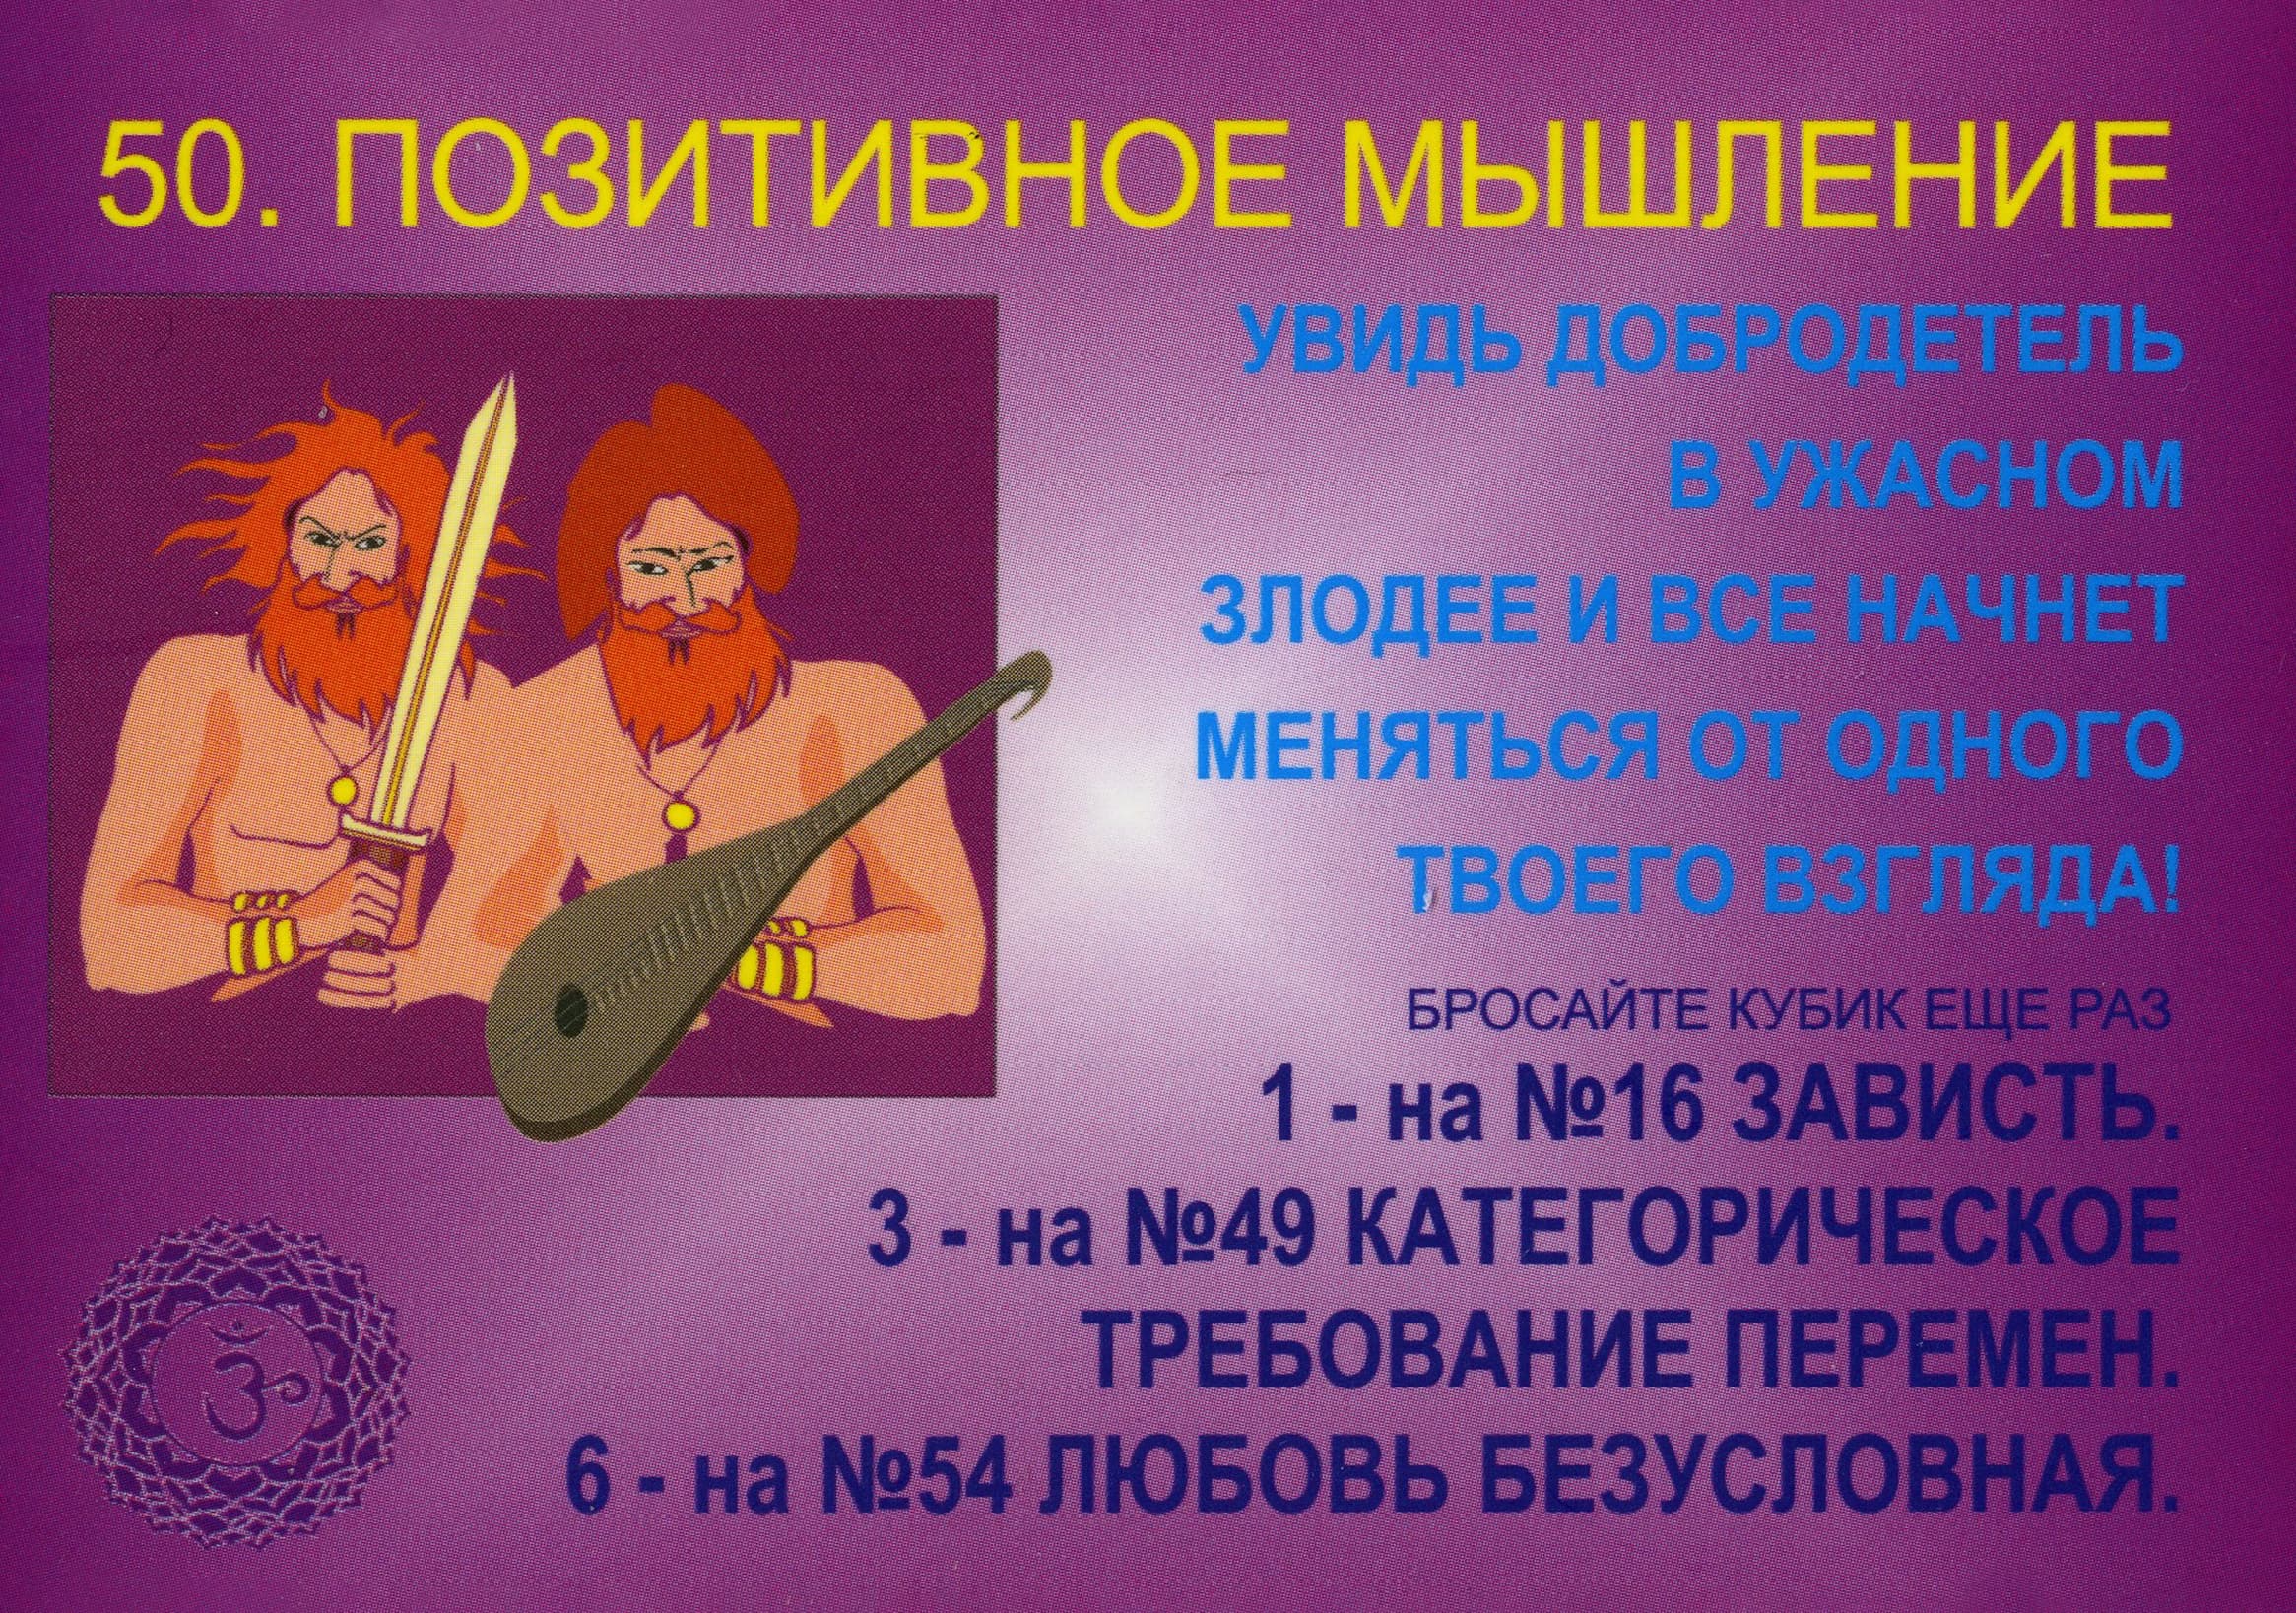 50. ПОЗИТИВНОЕ МЫШЛЕНИЕ
УВИДЬ ДОБРОДЕТЕЛЬ
В УЖАСНОМ
ЗЛОДЕЕ И ВСЕ НАЧНЕТ
МЕНЯТЬСЯ ОТ ОДНОГО
ТВОЕГО ВЗГЛЯДА!
БРОСАЙТЕ КУБИК ЕЩЕ РАЗ
1 - на №16 ЗАВИСТЬ.
3 - на №49 КАТЕГОРИЧЕСКОЕ
ТРЕБОВАНИЕ ПЕРЕМЕН.
6 - на №54 ЛЮБОВЬ БЕЗУСЛОВНАЯ.
ॐ